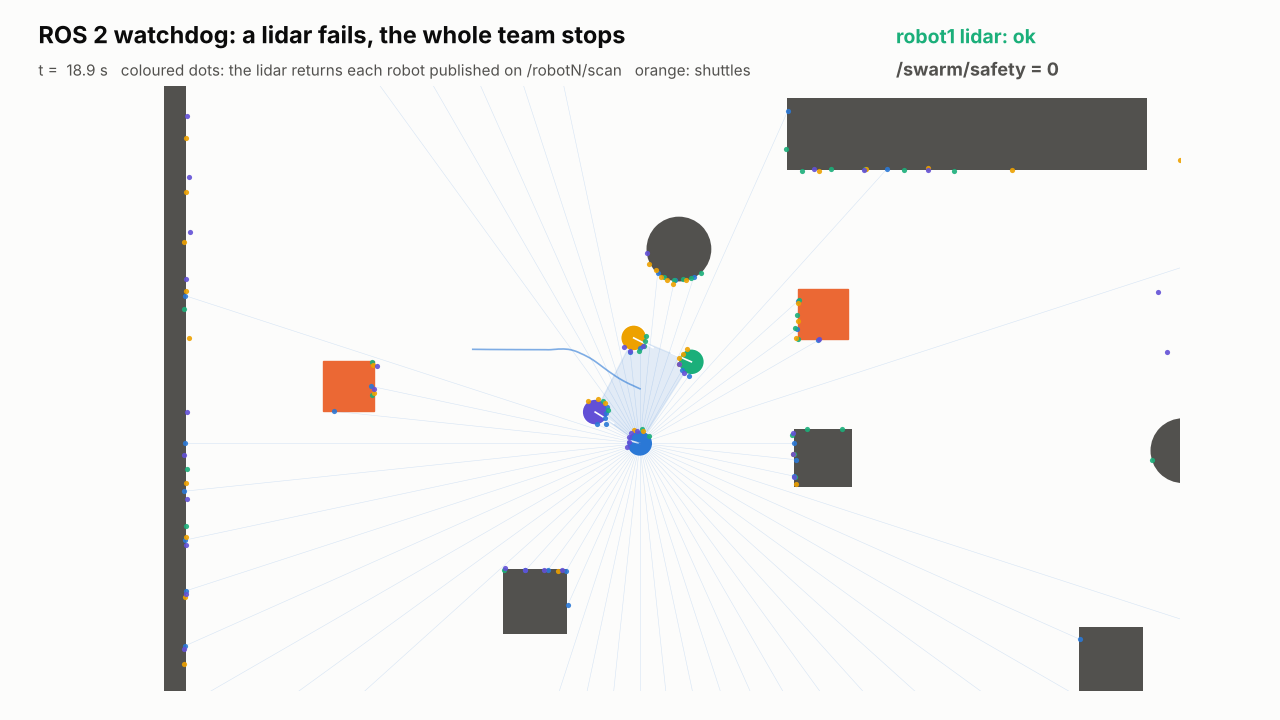 ROS 2 watchdog: a lidar fails, the whole team stops
robot1 lidar: ok
t =  18.9 s   coloured dots: the lidar returns each robot published on /robotN/scan   orange: shuttles
/swarm/safety = 0